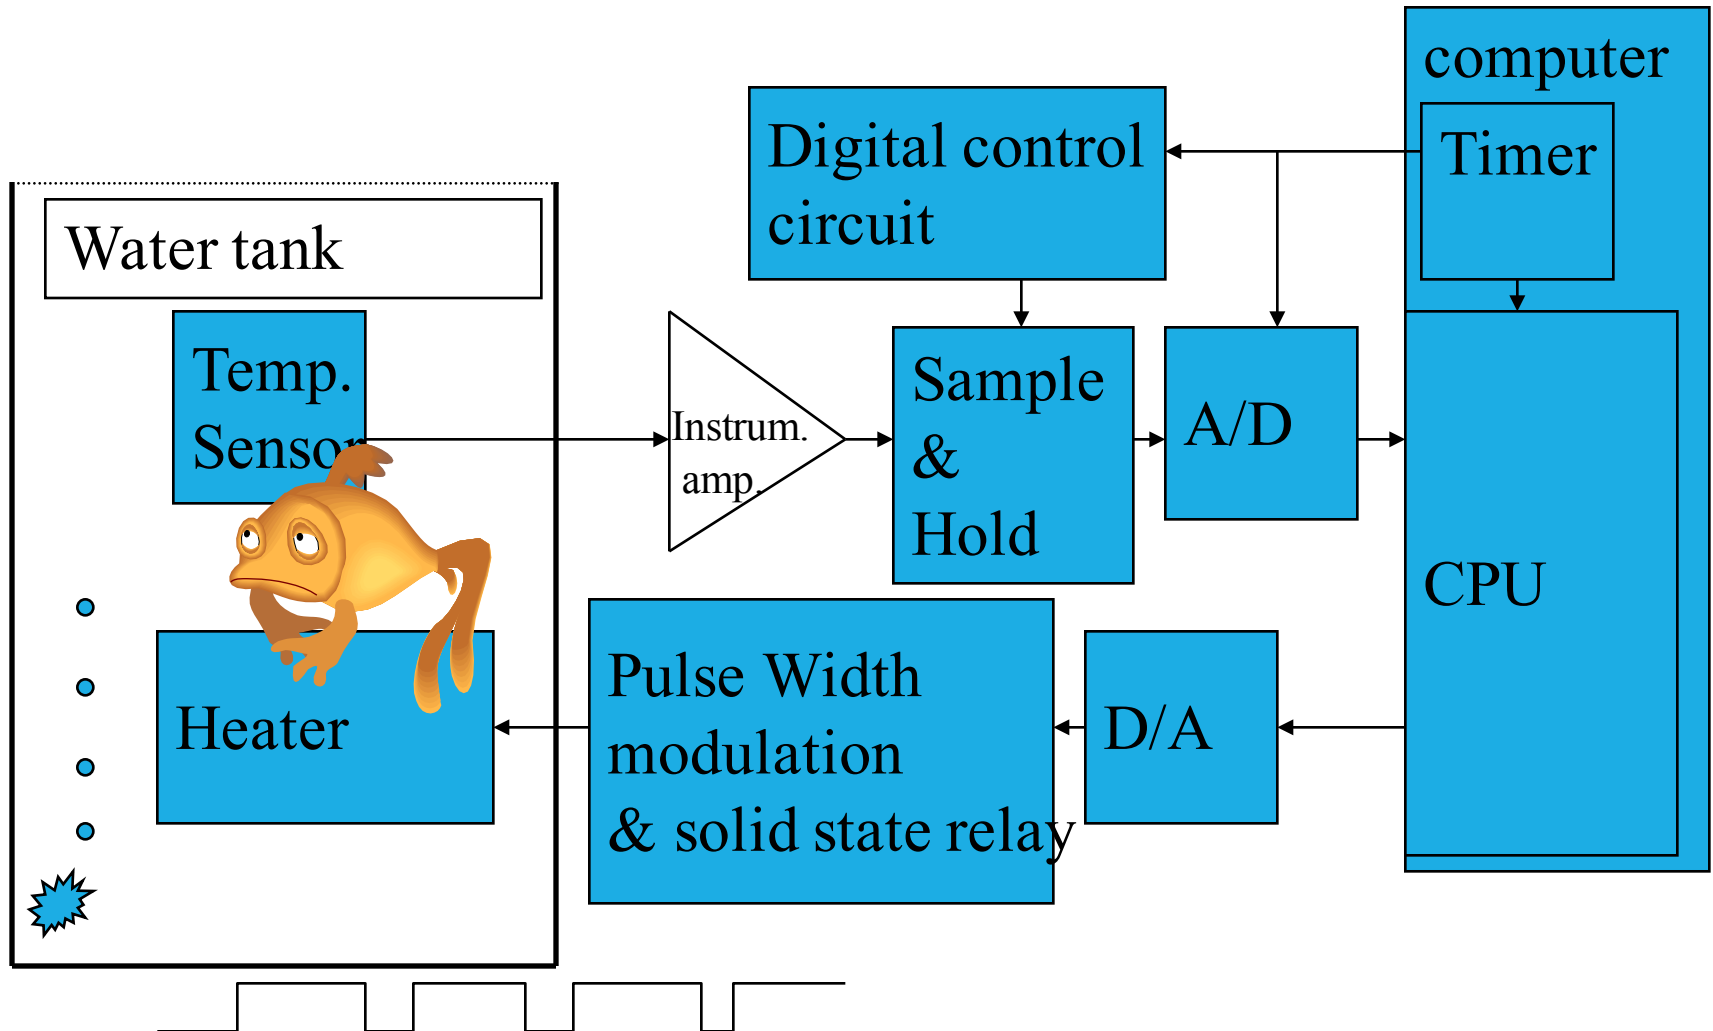 computer
Digital control
circuit
Timer
Water tank
Temp.
Sensor
Instrum.
amp.
Sample
&
Hold
A/D
CPU
Heater
Pulse Width
modulation
& solid state relay
D/A